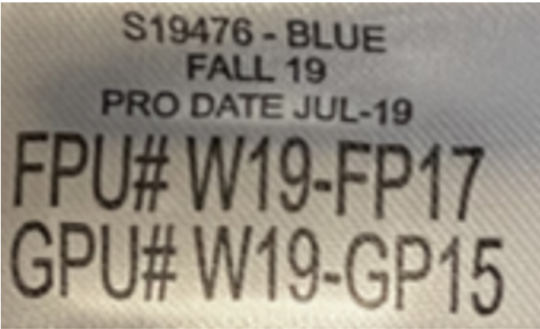 S19476 - BLUE
FALL 19
PRO DATE JUL-19
FPU# W19-FP17
GPU# W19-GP15